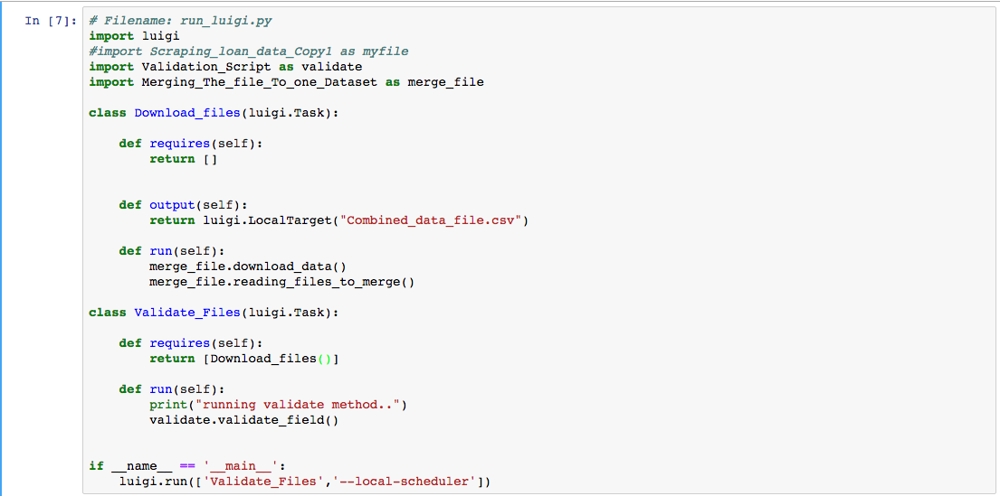 In [7]: # Filename: run_luigi.py
import luigi
#import Scraping_loan_data_Copy1 as myfile
import Validation_Script as validate
import Merging_The_file_To_one_Dataset as merge_file
class Download_files(luigi.Task):
    def requires(self):
        return []
    def output(self):
        return luigi.LocalTarget("Combined_data_file.csv")
    def run(self):
        merge_file.download_data()
        merge_file.reading_files_to_merge()
class Validate_Files(luigi.Task):
    def requires(self):
        return [Download_files()]
    def run(self):
        print("running validate method..")
        validate.validate_field()
if __name__ == '__main__':
    luigi.run(['Validate_Files','--local-scheduler'])